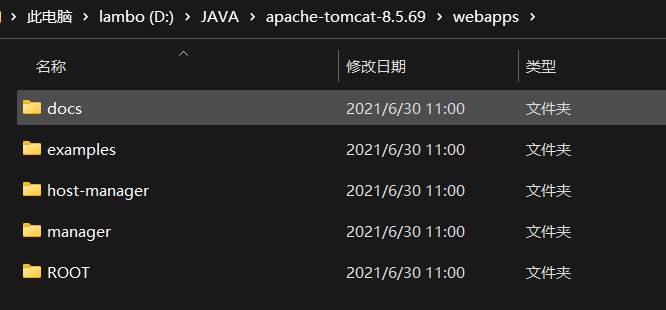 此电脑 > lambo (D:) > JAVA > apache-tomcat-8.5.69 > webapps >
名称 修改日期 类型
docs 2021/6/30 11:00 文件夹
examples 2021/6/30 11:00 文件夹
host-manager 2021/6/30 11:00 文件夹
manager 2021/6/30 11:00 文件夹
ROOT 2021/6/30 11:00 文件夹